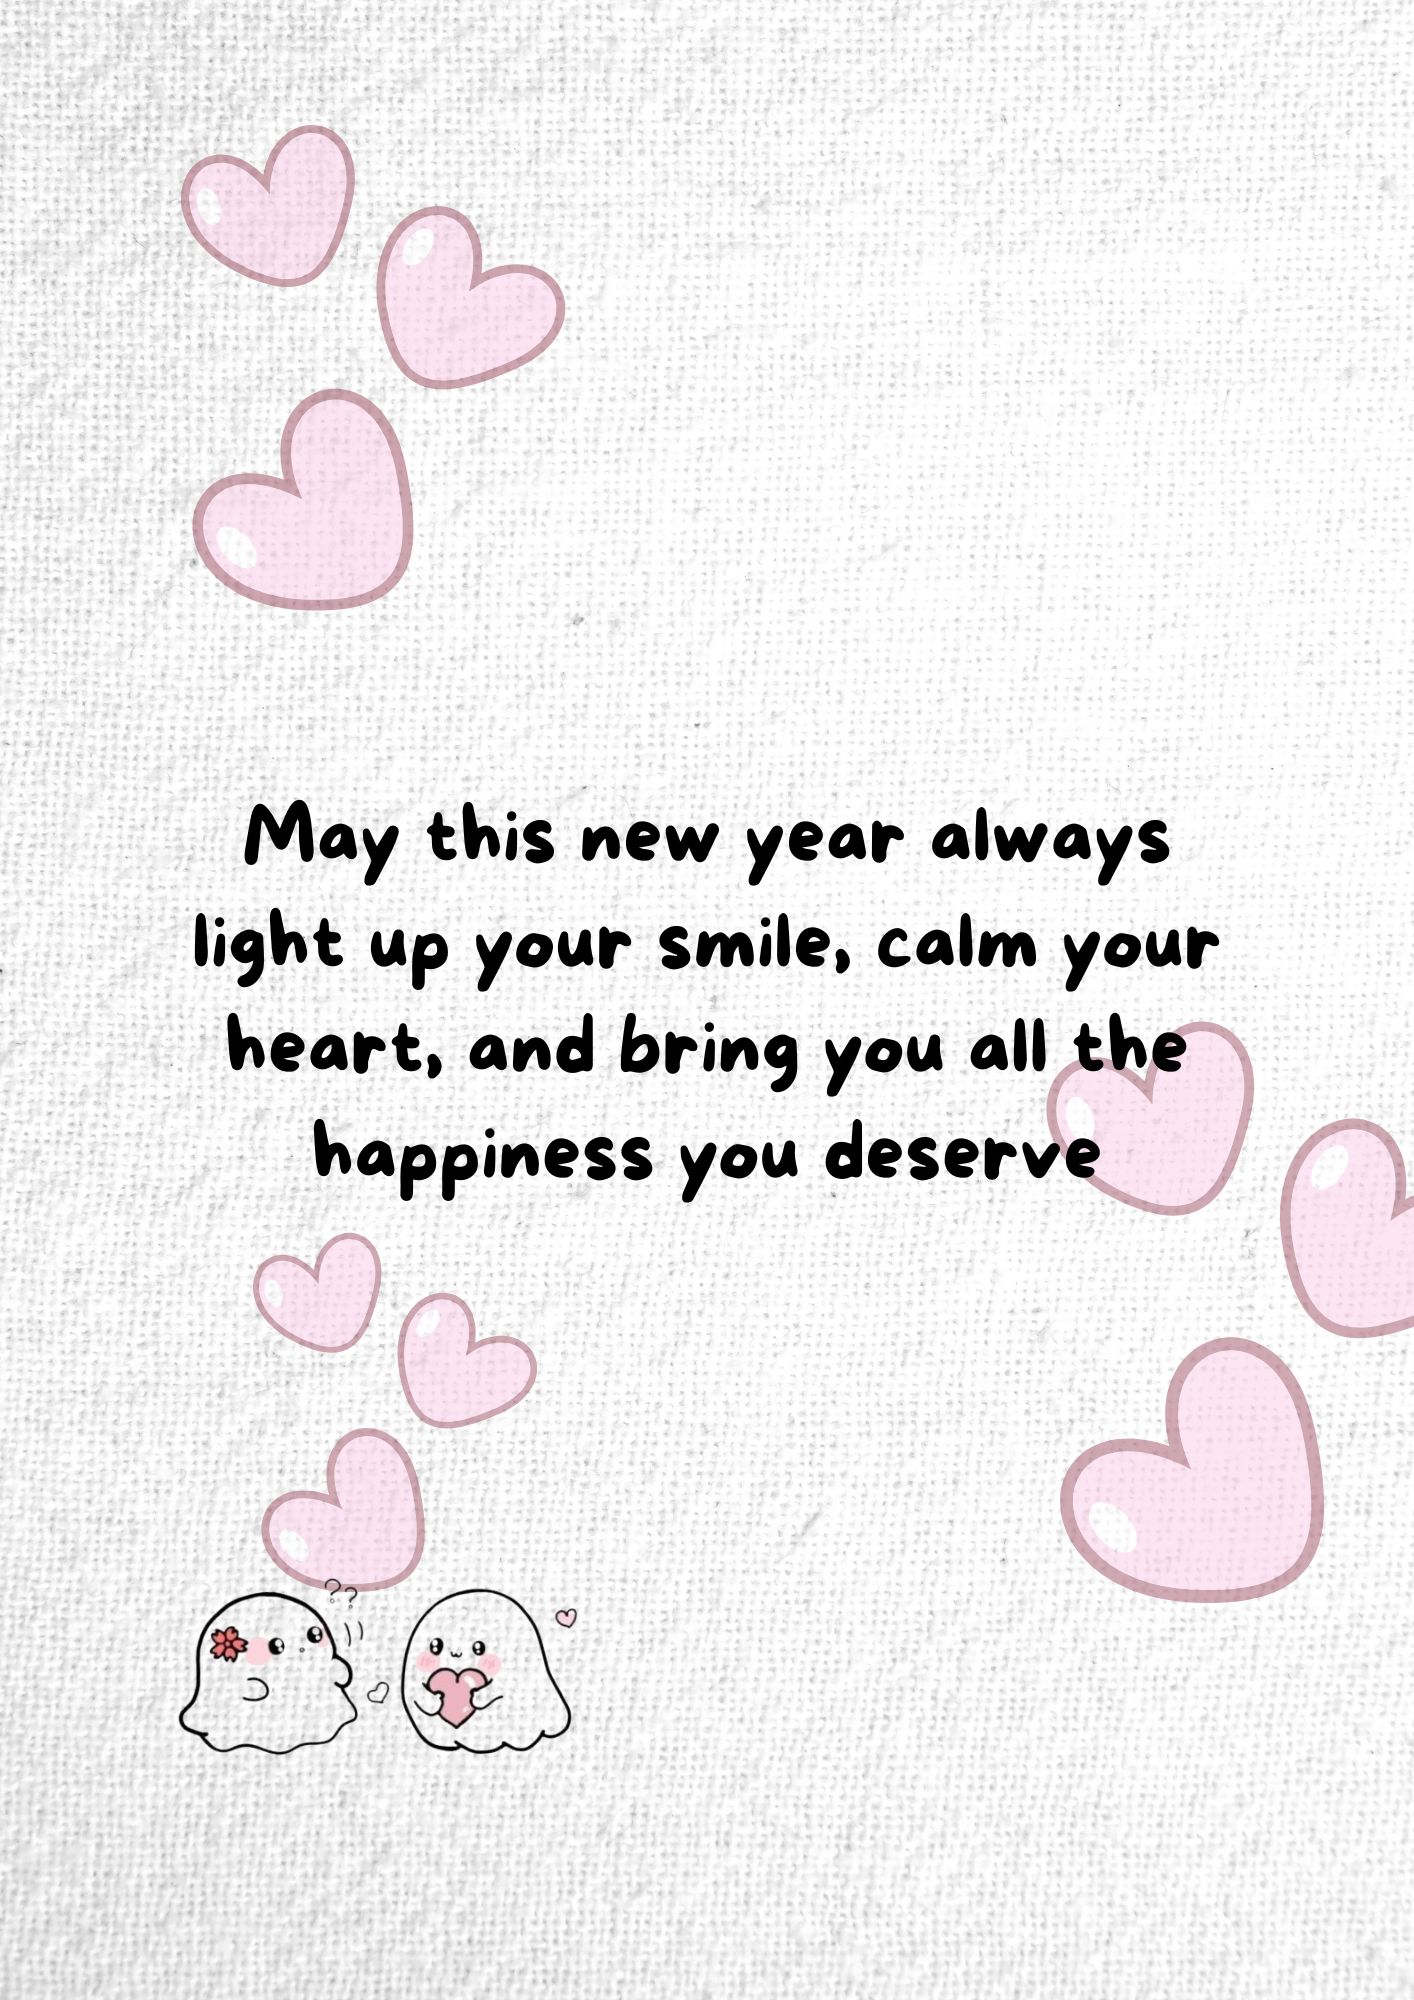 May this new year always
light up your smile, calm your
heart, and bring you all the
happiness you deserve
??